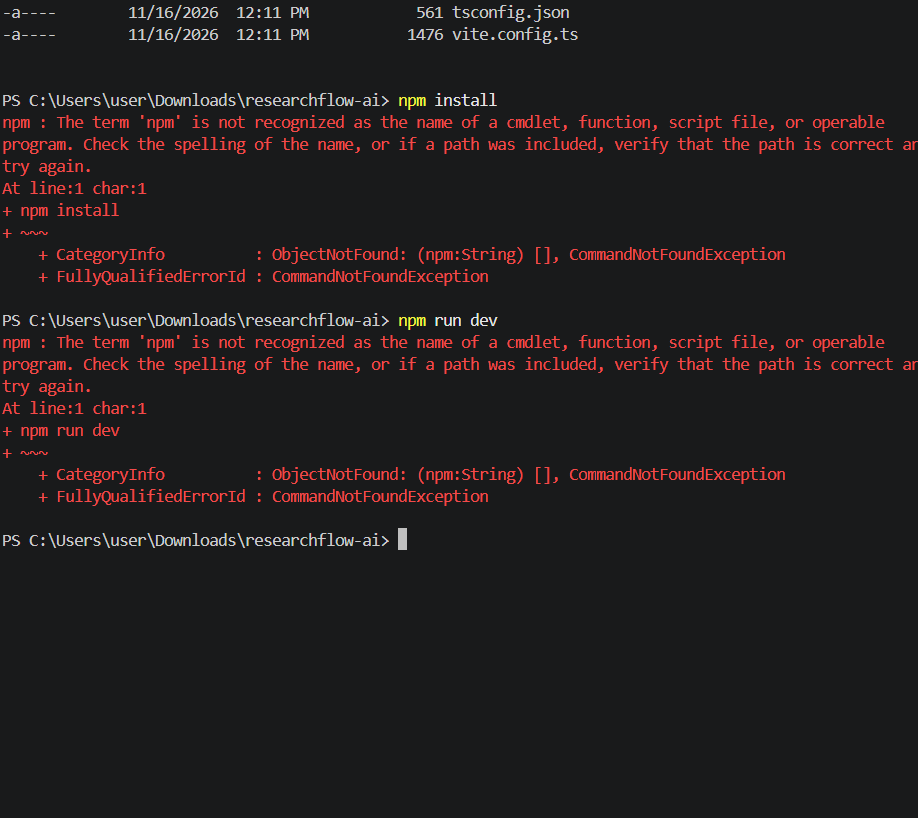 -a----        11/16/2026  12:11 PM            561 tsconfig.json
-a----        11/16/2026  12:11 PM           1476 vite.config.ts
PS C:\Users\user\Downloads\researchflow-ai> npm install
npm : The term 'npm' is not recognized as the name of a cmdlet, function, script file, or operable
program. Check the spelling of the name, or if a path was included, verify that the path is correct
try again.
At line:1 char:1
+ npm install
+ ~~~
    + CategoryInfo          : ObjectNotFound: (npm:String) [], CommandNotFoundException
    + FullyQualifiedErrorId : CommandNotFoundException
PS C:\Users\user\Downloads\researchflow-ai> npm run dev
npm : The term 'npm' is not recognized as the name of a cmdlet, function, script file, or operable
program. Check the spelling of the name, or if a path was included, verify that the path is correct
try again.
At line:1 char:1
+ npm run dev
+ ~~~
    + CategoryInfo          : ObjectNotFound: (npm:String) [], CommandNotFoundException
    + FullyQualifiedErrorId : CommandNotFoundException
PS C:\Users\user\Downloads\researchflow-ai>